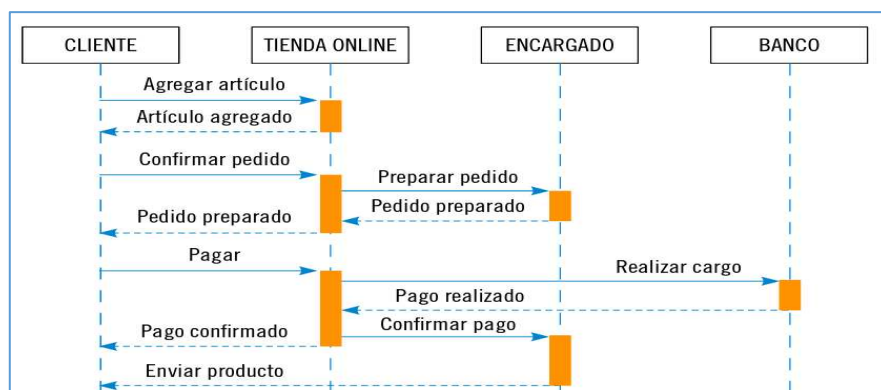 CLIENTE
TIENDA ONLINE
ENCARGADO
BANCO
Agregar artículo
Artículo agregado
Confirmar pedido
Preparar pedido
Pedido preparado
Pedido preparado
Pagar
Realizar cargo
Pago realizado
Confirmar pago
Pago confirmado
Enviar producto